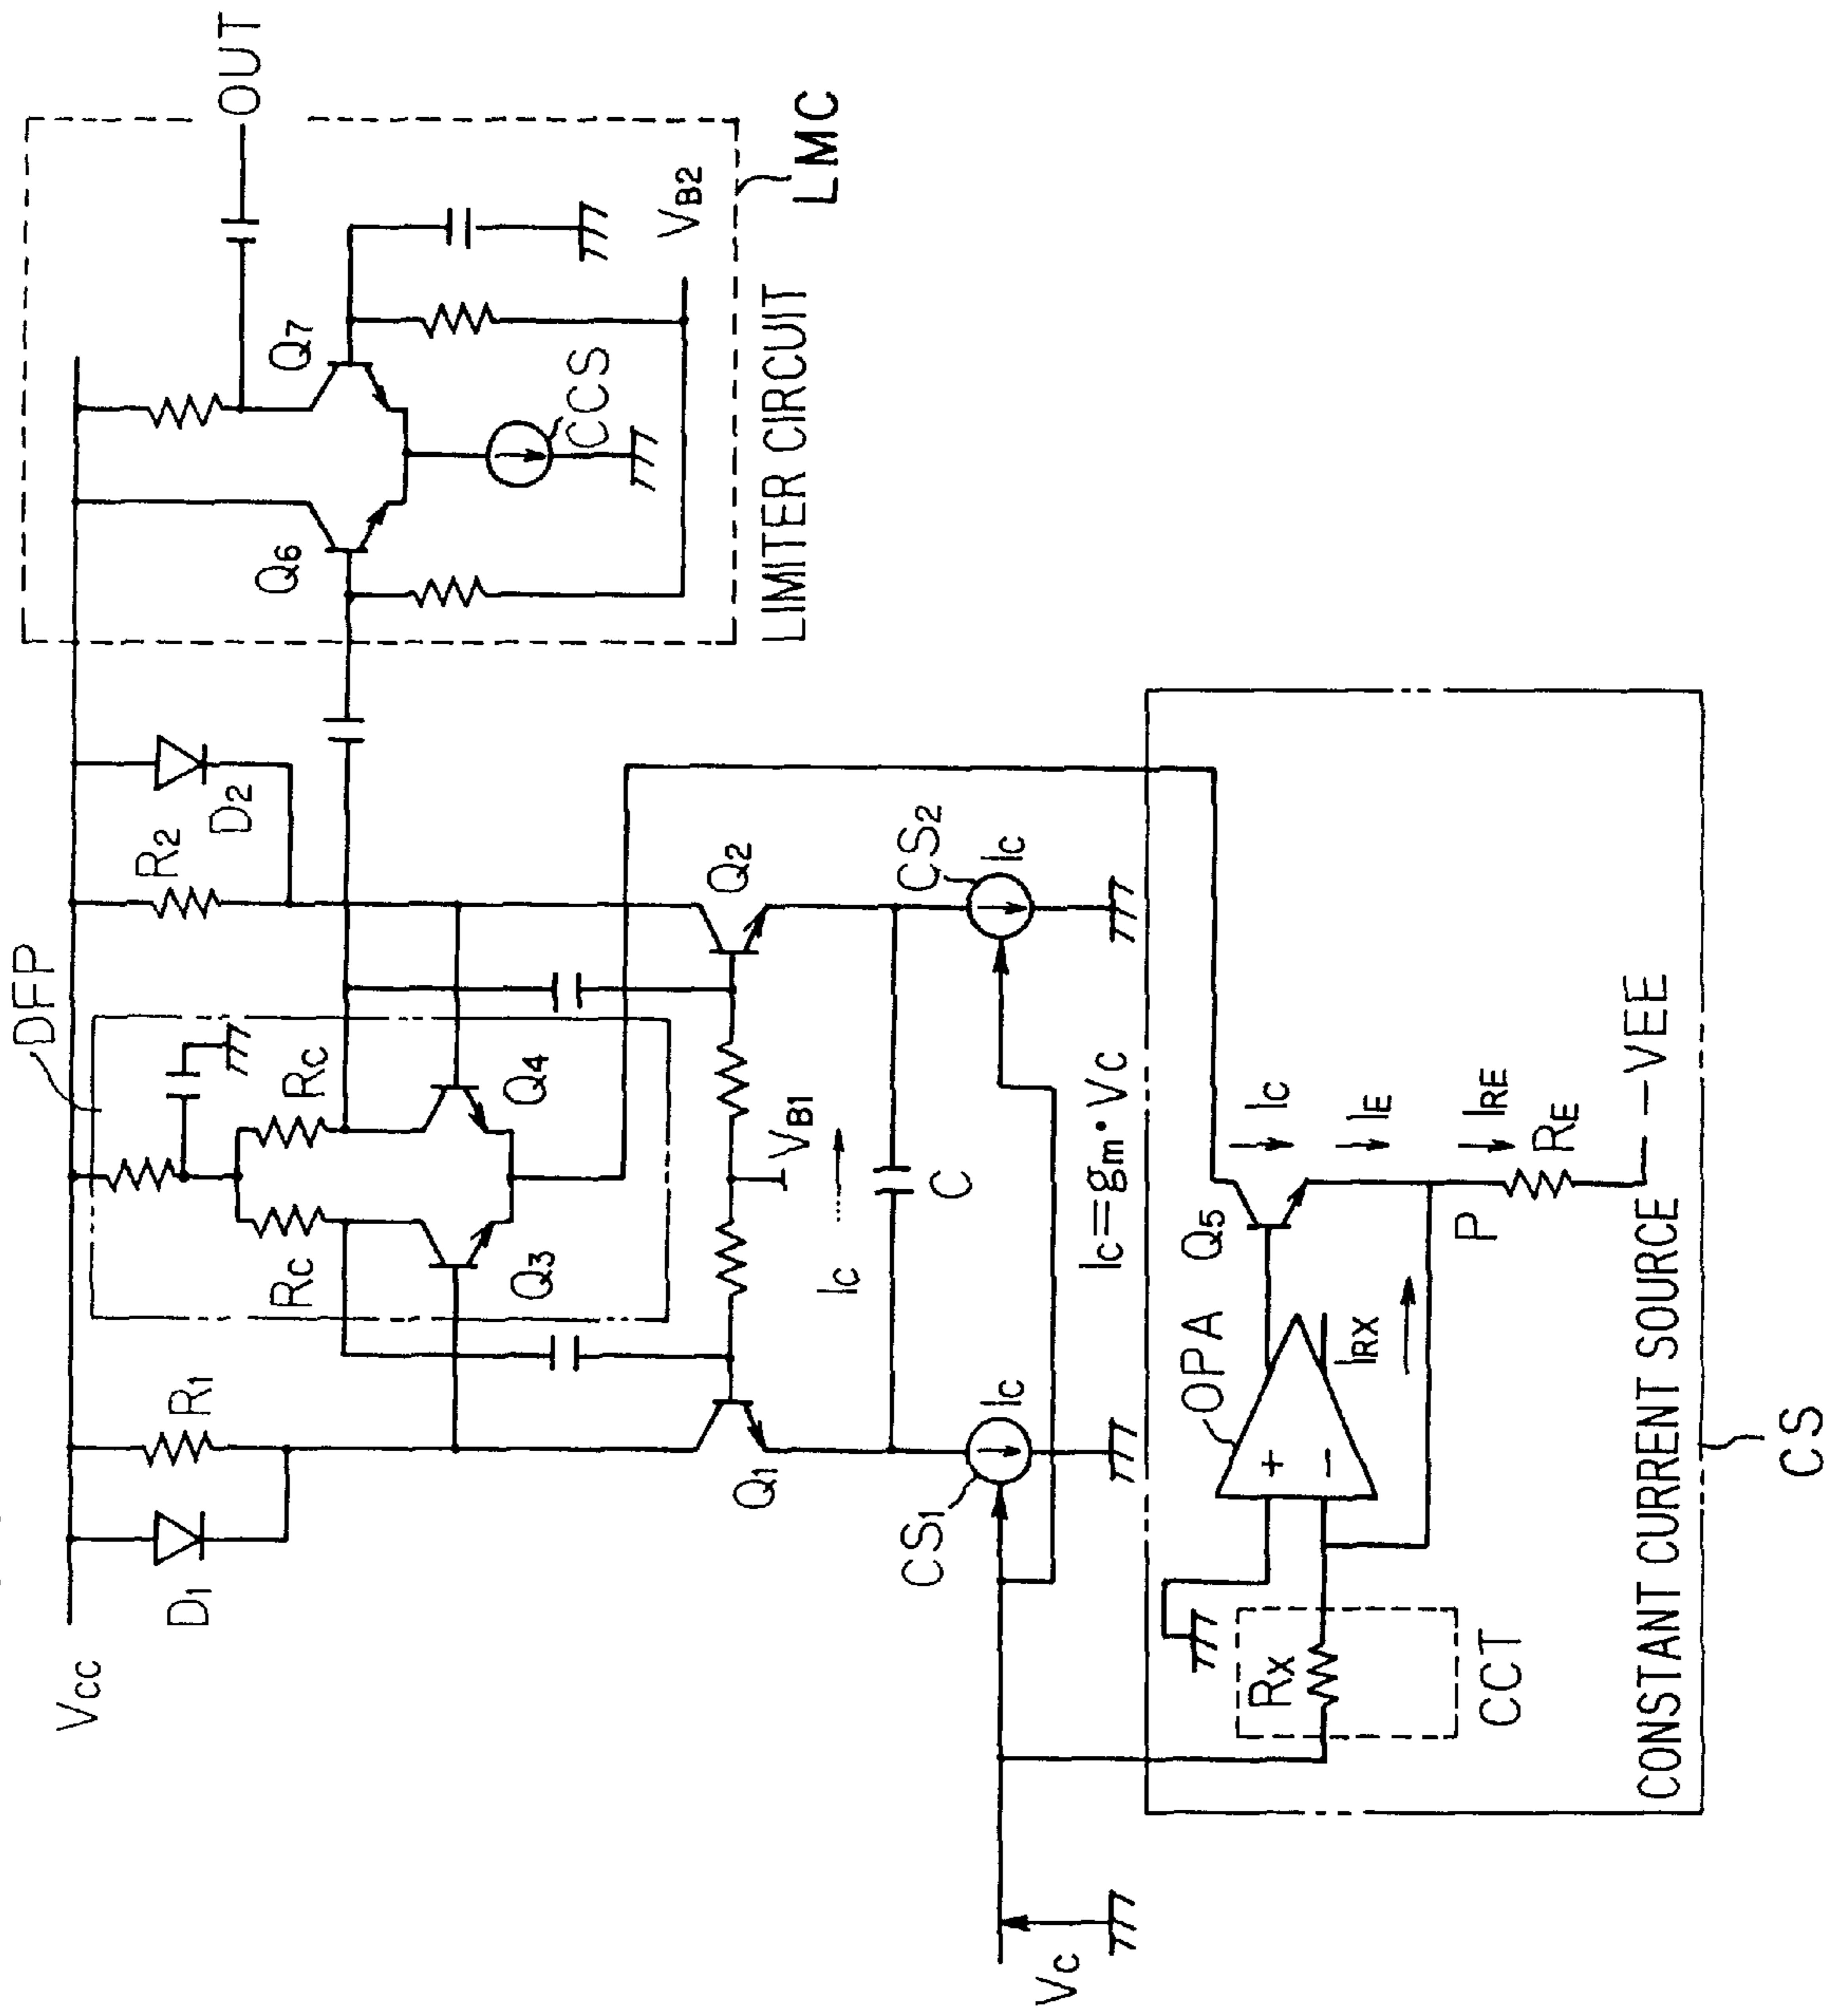 OUT
DFP
VCC
D1
R1
RC
RC
R2
D2
Q3
Q4
Q6
Q7
CCS
VB2
LMC
LIMITER CIRCUIT
Q1
VB1
Q2
IC
C
CS1
IC
CS2
IC
IC=gm·VC
VC
OPA
Q5
IC
IE
IRX
P
IRE
RE
RX
CCT
-VEE
CONSTANT CURRENT SOURCE
CS